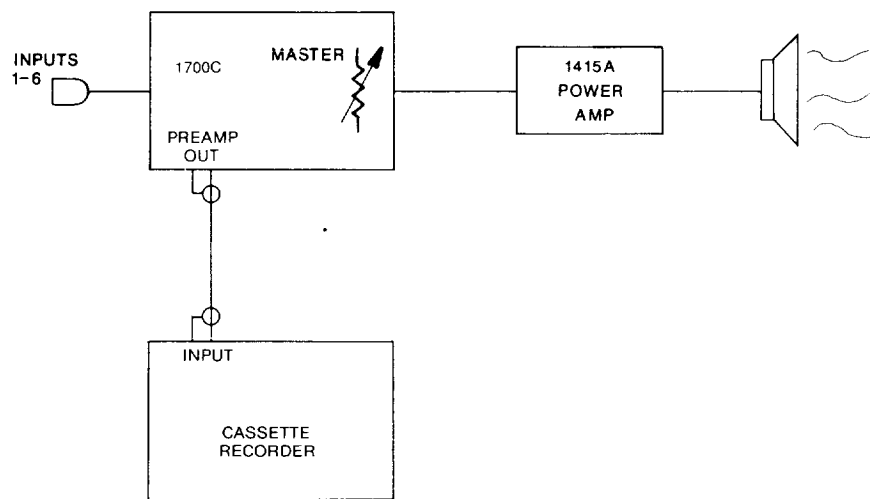 INPUTS
1-6
1700C
MASTER
PREAMP
OUT
1415A
POWER
AMP
INPUT
CASSETTE
RECORDER